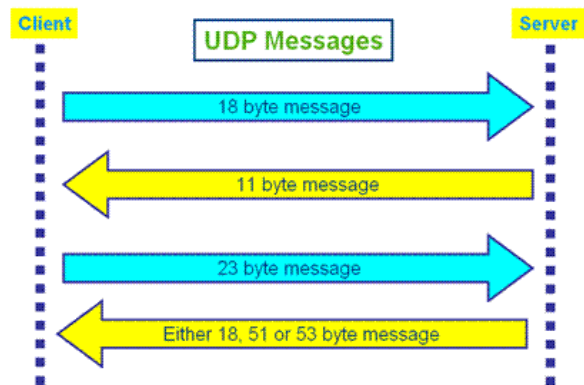 Client
UDP Messages
Server
18 byte message
11 byte message
23 byte message
Either 18, 51 or 53 byte message